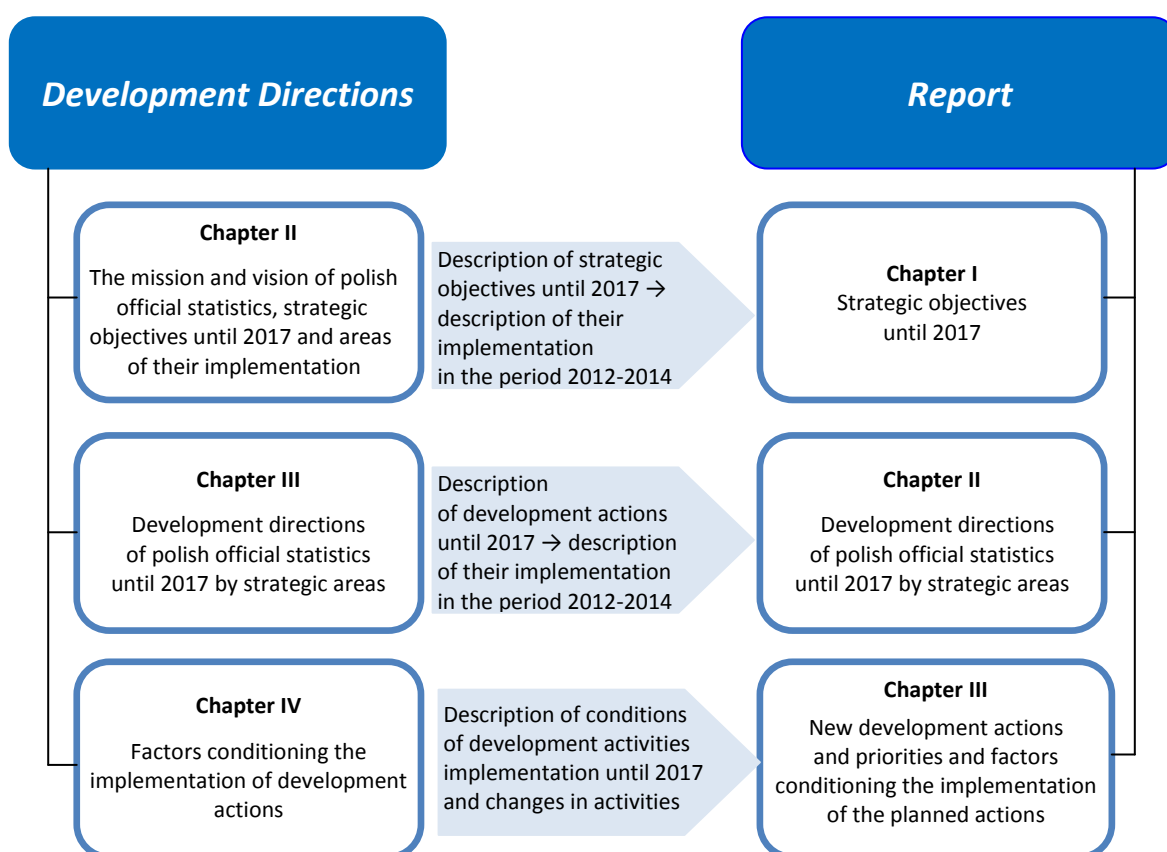 Development Directions
Report
Chapter II
The mission and vision of polish
official statistics, strategic
objectives until 2017 and areas
of their implementation
Description of strategic
objectives until 2017 →
description of their
implementation
in the period 2012-2014
Chapter I
Strategic objectives
until 2017
Chapter III
Development directions
of polish official statistics
until 2017 by strategic areas
Description
of development actions
until 2017 → description
of their implementation
in the period 2012-2014
Chapter II
Development directions
of polish official statistics
until 2017 by strategic areas
Chapter IV
Factors conditioning the
implementation of development
actions
Description of conditions
of development activities
implementation until 2017
and changes in activities
Chapter III
New development actions
and priorities and factors
conditioning the implementation
of the planned actions